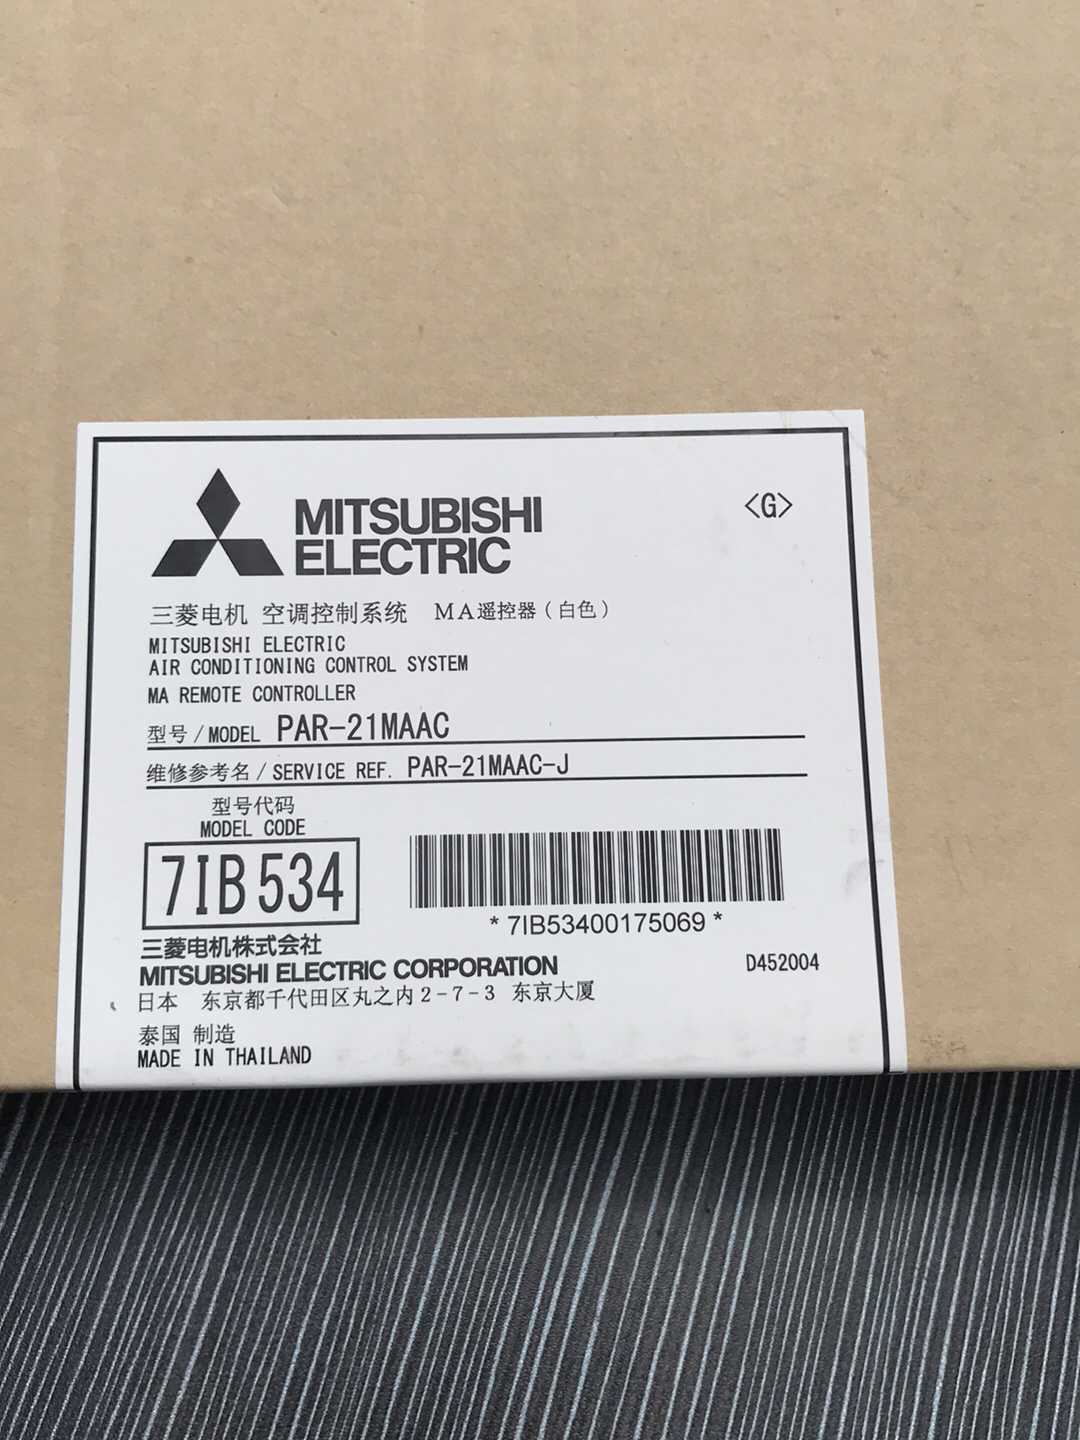 MITSUBISHI
ELECTRIC
<G>
三菱电机 空调控制系统 MA遥控器(白色)
MITSUBISHI ELECTRIC
AIR CONDITIONING CONTROL SYSTEM
MA REMOTE CONTROLLER
型号/MODEL PAR-21MAAC
维修参考名/SERVICE REF. PAR-21MAAC-J
型号代码
MODEL CODE
7IB534
*7IB53400175069*
三菱电机株式会社
MITSUBISHI ELECTRIC CORPORATION
D452004
日本 东京都千代田区丸之内2-7-3 东京大厦
泰国 制造
MADE IN THAILAND